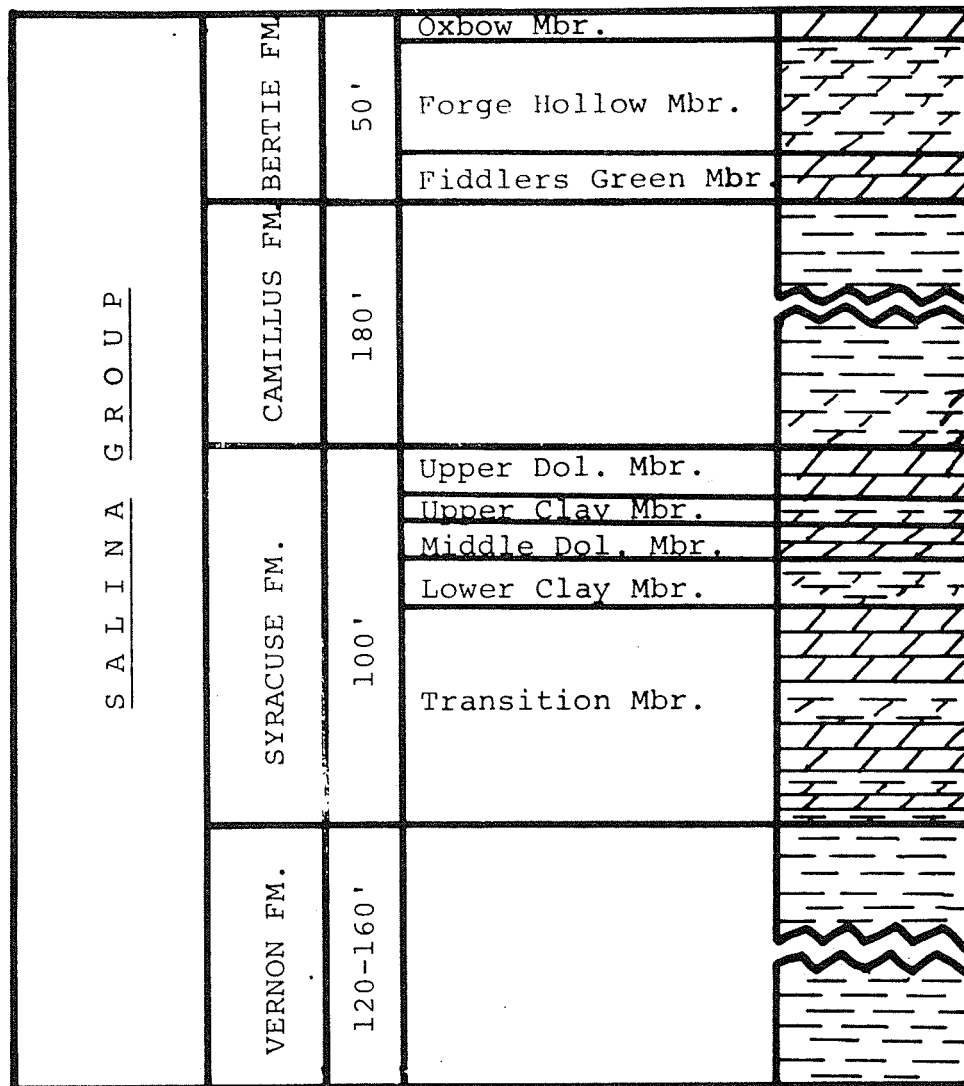 SALINA GROUP
BERTIE FM.
50'
Oxbow Mbr.
Forge Hollow Mbr.
Fiddlers Green Mbr.
CAMILLUS FM.
180'
SYRACUSE FM.
100'
Upper Dol. Mbr.
Upper Clay Mbr.
Middle Dol. Mbr.
Lower Clay Mbr.
Transition Mbr.
VERNON FM.
120-160'